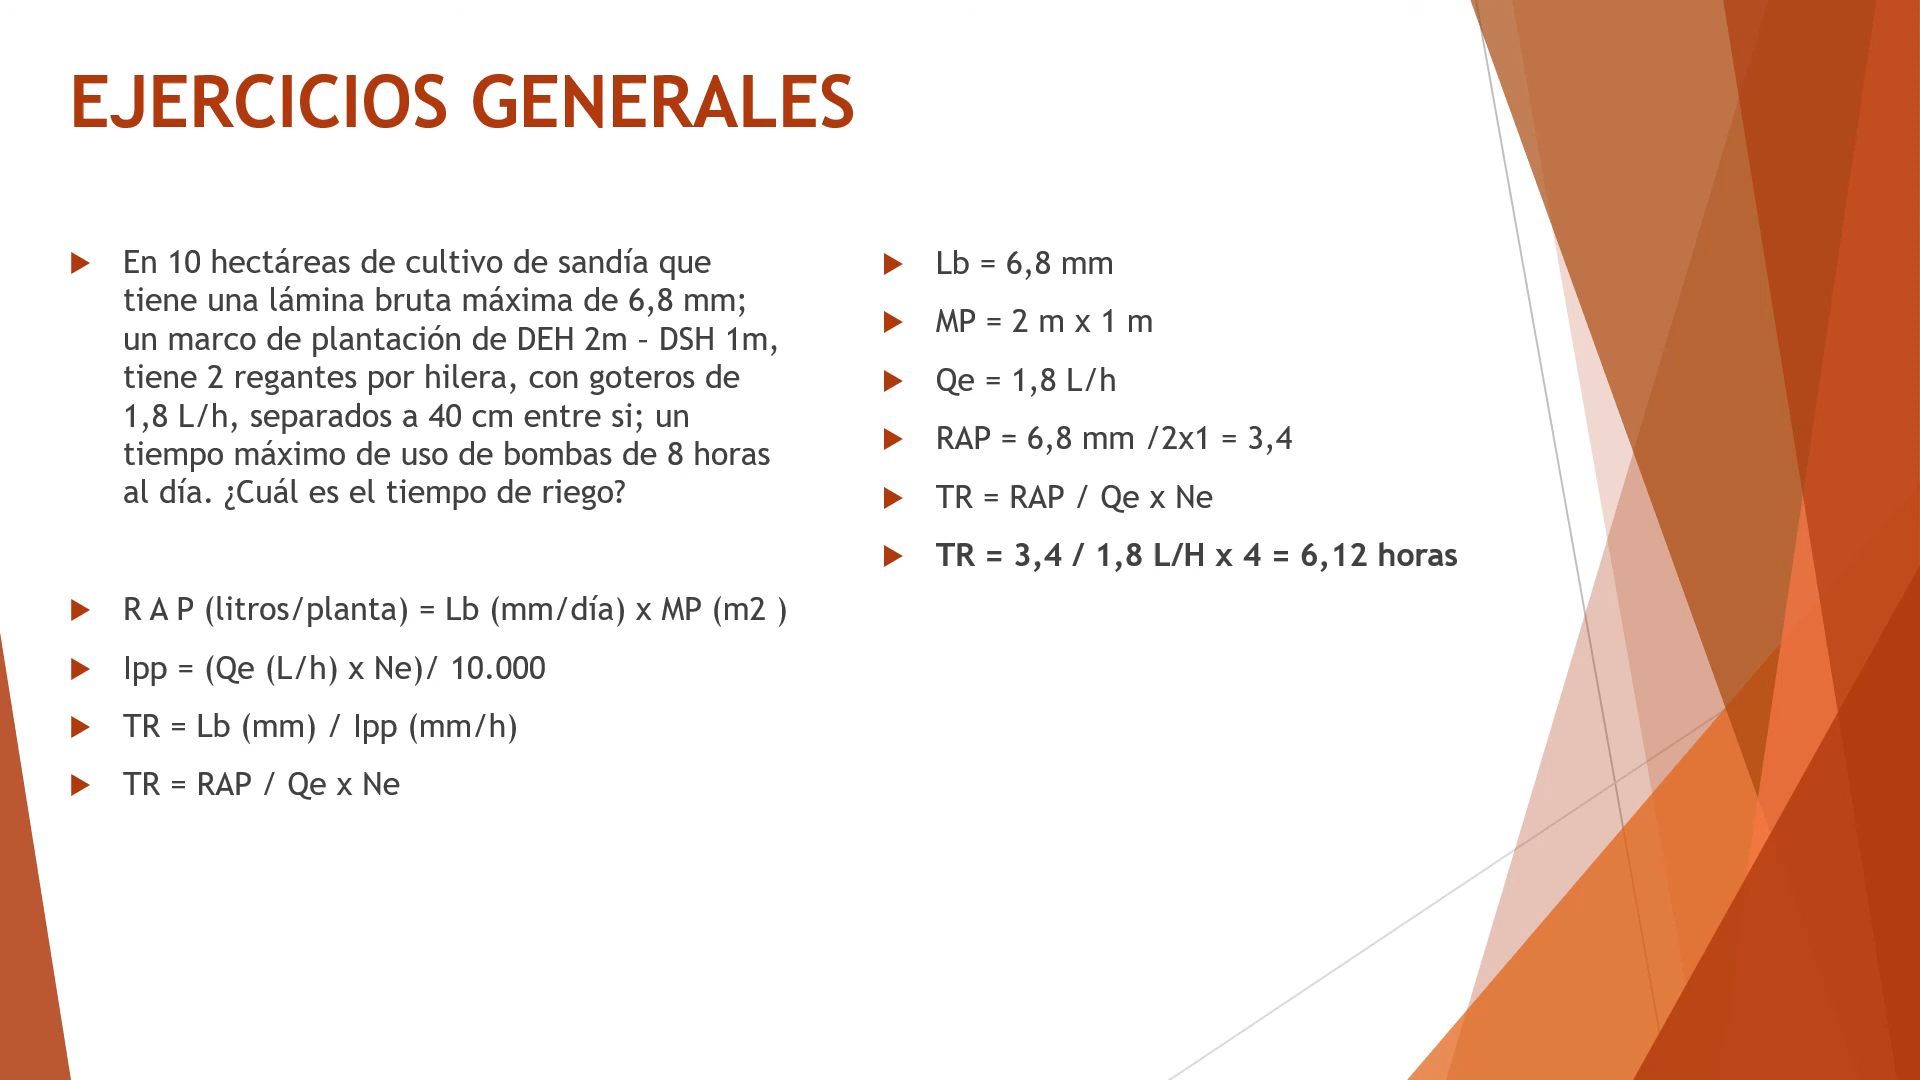 EJERCICIOS GENERALES
En 10 hectáreas de cultivo de sandía que
tiene una lámina bruta máxima de 6,8 mm;
un marco de plantación de DEH 2m – DSH 1m,
tiene 2 regantes por hilera, con goteros de
1,8 L/h, separados a 40 cm entre si; un
tiempo máximo de uso de bombas de 8 horas
al día. ¿Cuál es el tiempo de riego?
R A P (litros/planta) = Lb (mm/día) x MP (m2 )
Ipp = (Qe (L/h) x Ne)/ 10.000
TR = Lb (mm) / Ipp (mm/h)
TR = RAP / Qe x Ne
Lb = 6,8 mm
MP = 2 m x 1 m
Qe = 1,8 L/h
RAP = 6,8 mm /2x1 = 3,4
TR = RAP / Qe x Ne
TR = 3,4 / 1,8 L/H x 4 = 6,12 horas